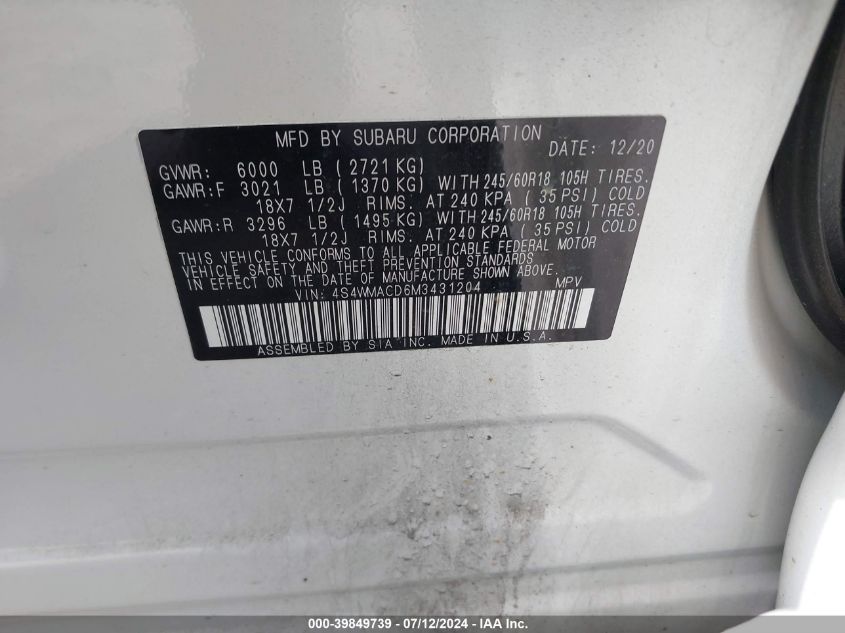 MFD BY SUBARU CORPORATION
DATE: 12/20
GVWR: 6000 LB ( 2721 KG)
GAWR:F 3021 LB ( 1370 KG) WITH 245/60R18 105H TIRES.
18X7 1/2J RIMS. AT 240 KPA ( 35 PSI) COLD
GAWR:R 3296 LB ( 1495 KG) WITH 245/60R18 105H TIRES.
18X7 1/2J RIMS. AT 240 KPA ( 35 PSI) COLD
THIS VEHICLE CONFORMS TO ALL APPLICABLE FEDERAL MOTOR
VEHICLE SAFETY AND THEFT PREVENTION STANDARDS
IN EFFECT ON THE DATE OF MANUFACTURE SHOWN ABOVE.
VIN: 4S4WMACD6M3431204 MPV
ASSEMBLED BY SIA INC. MADE IN U.S.A.
000-39849739 - 07/12/2024 - IAA Inc.